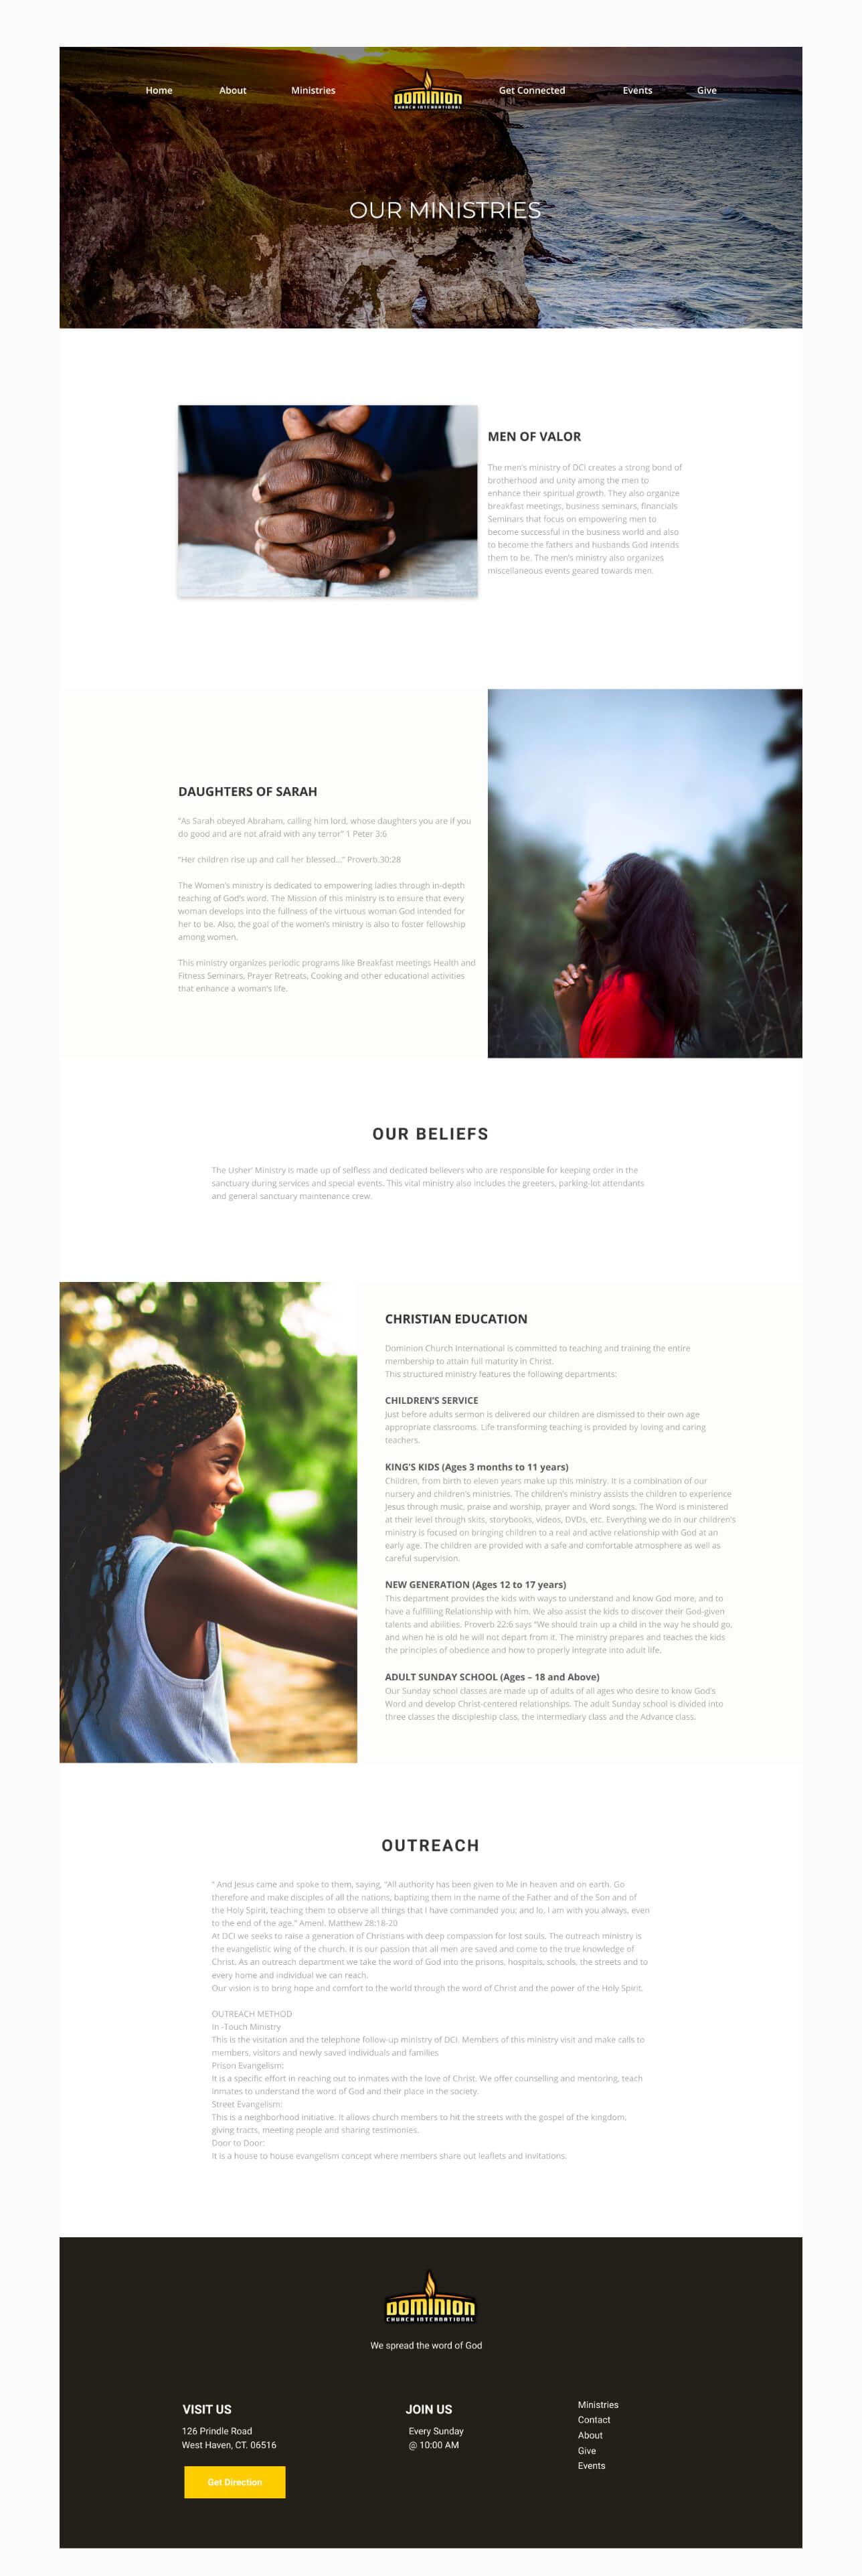 Home
About
Ministries
DOMINION
CHURCH INTERNATIONAL
Get Connected
Events
Give
OUR MINISTRIES
MEN OF VALOR
The men's ministry of DCI creates a strong bond of
brotherhood and unity among the men to
enhance their spiritual growth. They also organize
breakfast meetings, business seminars, financials
Seminars that focus on empowering men to
become successful in the business world and also
to become the fathers and husbands God intends
them to be. The men's ministry also organizes
miscellaneous events geared towards men.
DAUGHTERS OF SARAH
"As Sarah obeyed Abraham, calling him lord, whose daughters you are if you
do good and are not afraid with any terror" 1 Peter 3:6
"Her children rise up and call her blessed..." Proverb.30:28
The Women's ministry is dedicated to empowering ladies through in-depth
teaching of God's word. The Mission of this ministry is to ensure that every
woman develops into the fullness of the virtuous woman God intended for
her to be. Also, the goal of the women's ministry is also to foster fellowship
among women.
This ministry organizes periodic programs like Breakfast meetings Health and
Fitness Seminars, Prayer Retreats, Cooking and other educational activities
that enhance a woman's life.
OUR BELIEFS
The Usher' Ministry is made up of selfless and dedicated believers who are responsible for keeping order in the
sanctuary during services and special events. This vital ministry also includes the greeters, parking-lot attendants
and general sanctuary maintenance crew.
CHRISTIAN EDUCATION
Dominion Church International is committed to teaching and training the entire
membership to attain full maturity in Christ.
This structured ministry features the following departments:
CHILDREN'S SERVICE
Just before adults sermon is delivered our children are dismissed to their own age
appropriate classrooms. Life transforming teaching is provided by loving and caring
teachers.
KING'S KIDS (Ages 3 months to 11 years)
Children, from birth to eleven years make up this ministry. It is a combination of our
nursery and children's ministries. The children's ministry assists the children to experience
Jesus through music, praise and worship, prayer and Word songs. The Word is ministered
at their level through skits, storybooks, videos, DVDs, etc. Everything we do in our children's
ministry is focused on bringing children to a real and active relationship with God at an
early age. The children are provided with a safe and comfortable atmosphere as well as
careful supervision.
NEW GENERATION (Ages 12 to 17 years)
This department provides the kids with ways to understand and know God more, and to
have a fulfilling Relationship with him. We also assist the kids to discover their God-given
talents and abilities. Proverb 22:6 says "We should train up a child in the way he should go,
and when he is old he will not depart from it. The ministry prepares and teaches the kids
the principles of obedience and how to properly integrate into adult life.
ADULT SUNDAY SCHOOL (Ages – 18 and Above)
Our Sunday school classes are made up of adults of all ages who desire to know God's
Word and develop Christ-centered relationships. The adult Sunday school is divided into
three classes the discipleship class, the intermediary class and the Advance class.
OUTREACH
" And Jesus came and spoke to them, saying, "All authority has been given to Me in heaven and on earth. Go
therefore and make disciples of all the nations, baptizing them in the name of the Father and of the Son and of
the Holy Spirit, teaching them to observe all things that I have commanded you; and lo, I am with you always, even
to the end of the age." Amen!. Matthew 28:18-20
At DCI we seeks to raise a generation of Christians with deep compassion for lost souls. The outreach ministry is
the evangelistic wing of the church. It is our passion that all men are saved and come to the true knowledge of
Christ. As an outreach department we take the word of God into the prisons, hospitals, schools, the streets and to
every home and individual we can reach.
Our vision is to bring hope and comfort to the world through the word of Christ and the power of the Holy Spirit.
OUTREACH METHOD
In -Touch Ministry
This is the visitation and the telephone follow-up ministry of DCI. Members of this ministry visit and make calls to
members, visitors and newly saved individuals and families
Prison Evangelism:
It is a specific effort in reaching out to inmates with the love of Christ. We offer counselling and mentoring, teach
inmates to understand the word of God and their place in the society.
Street Evangelism:
This is a neighborhood initiative. It allows church members to hit the streets with the gospel of the kingdom,
giving tracts, meeting people and sharing testimonies.
Door to Door:
It is a house to house evangelism concept where members share out leaflets and invitations.
DOMINION
CHURCH INTERNATIONAL
We spread the word of God
VISIT US
126 Prindle Road
West Haven, CT. 06516
Get Direction
JOIN US
Every Sunday
@ 10:00 AM
Ministries
Contact
About
Give
Events